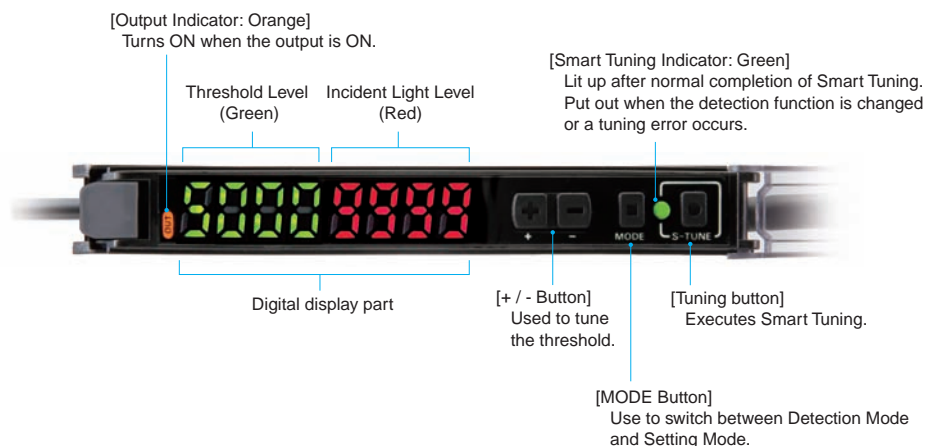 [Output Indicator: Orange]
Turns ON when the output is ON.
[Smart Tuning Indicator: Green]
Lit up after normal completion of Smart Tuning.
Put out when the detection function is changed
or a tuning error occurs.
Threshold Level
(Green)
Incident Light Level
(Red)
OUT
5000 9999
+ -
MODE
S-TUNE
Digital display part
[+ / - Button]
Used to tune
the threshold.
[Tuning button]
Executes Smart Tuning.
[MODE Button]
Use to switch between Detection Mode
and Setting Mode.